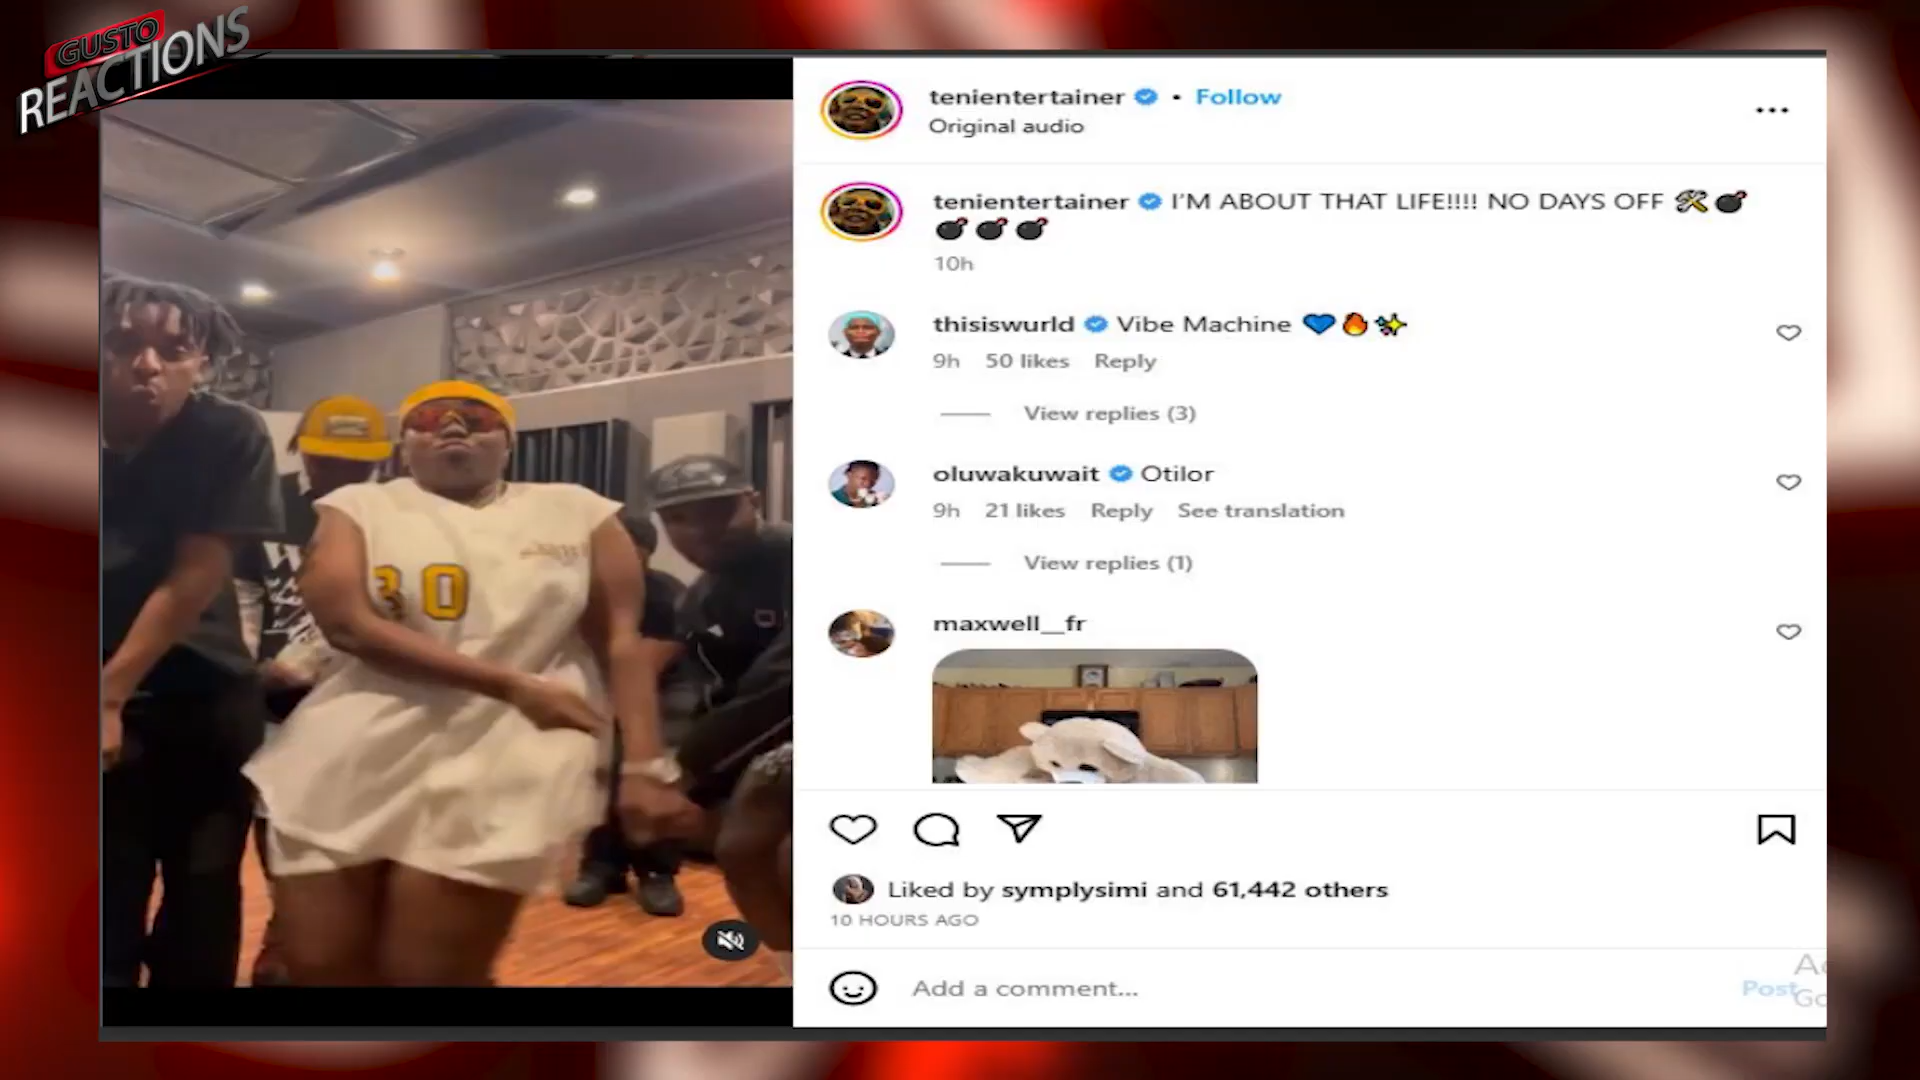 GUSTO
REACTIONS
tenientertainer • Follow
Original audio
tenientertainer I'M ABOUT THAT LIFE!!!! NO DAYS OFF 🛠️💣
💣💣💣
10h
thisiswurld Vibe Machine 💙🔥✨
9h 50 likes Reply
View replies (3)
oluwakuwait Otilor
9h 21 likes Reply See translation
View replies (1)
maxwell__fr
30
Liked by symplysimi and 61,442 others
10 HOURS AGO
Add a comment...
Post